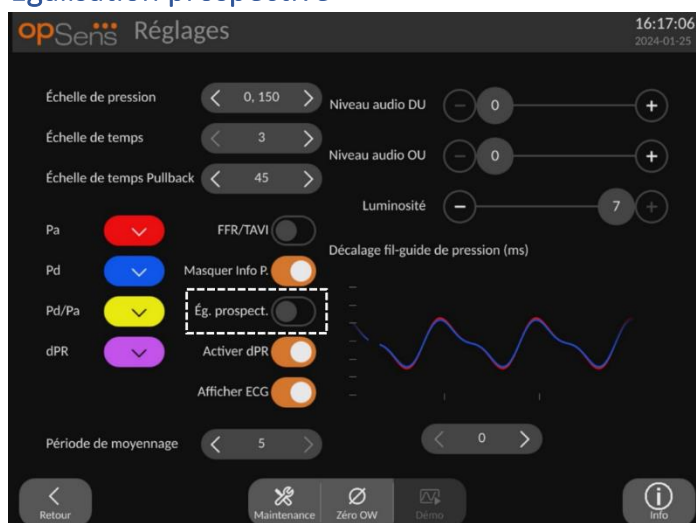 Égalisation prospective
opSens Réglages
16:17:06
2024-01-25
Échelle de pression
0, 150
Échelle de temps
3
Échelle de temps Pullback
45
Niveau audio DU
0
Niveau audio OU
0
Luminosité
7
Pa
FFR/TAVI
Pd
Masquer Info P.
Pd/Pa
Ég. prospect.
dPR
Activer dPR
Afficher ECG
Décalage fil-guide de pression (ms)
Période de moyennage
5
0
Retour
Maintenance
Zéro OW
Démo
Info